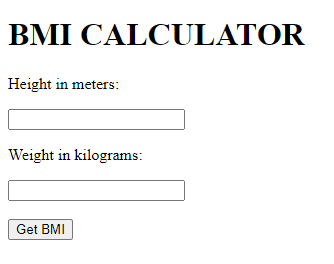 BMI CALCULATOR
Height in meters:
Weight in kilograms:
Get BMI